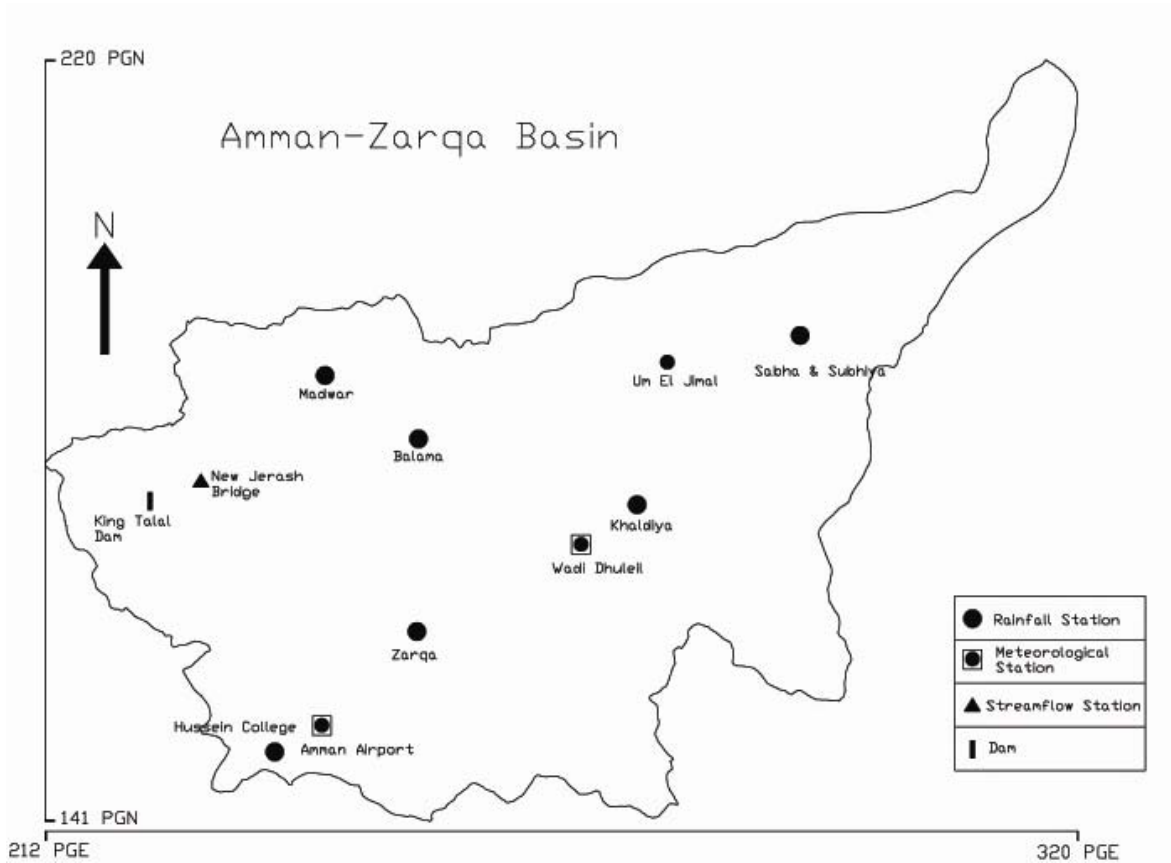 220 PGN
Amman-Zarqa Basin
N
Madwar
Um El Jimal
Sabha & Subhiya
Balama
New Jerash
Bridge
King Talal
Dam
Khaldiya
Wadi Dhuleil
Zarqa
Hussein College
Amman Airport
Rainfall Station
Meteorological
Station
Streamflow Station
Dam
141 PGN
212 PGE
320 PGE